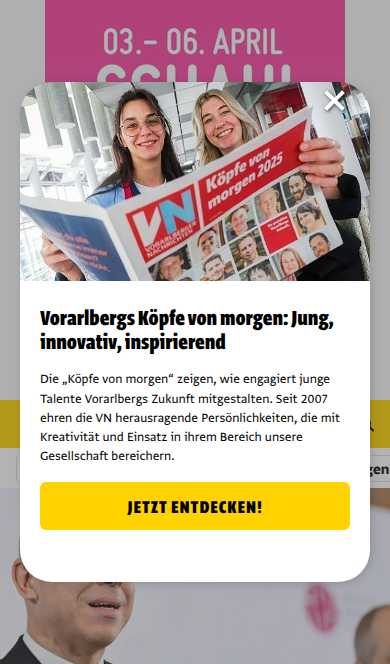 03.– 06. APRIL
Köpfe von
morgen 2025
VN
VORARLBERGER
NACHRICHTEN
Vorarlbergs Köpfe von morgen: Jung,
innovativ, inspirierend
Die „Köpfe von morgen“ zeigen, wie engagiert junge
Talente Vorarlbergs Zukunft mitgestalten. Seit 2007
ehren die VN herausragende Persönlichkeiten, die mit
Kreativität und Einsatz in ihrem Bereich unsere
Gesellschaft bereichern.
JETZT ENTDECKEN!